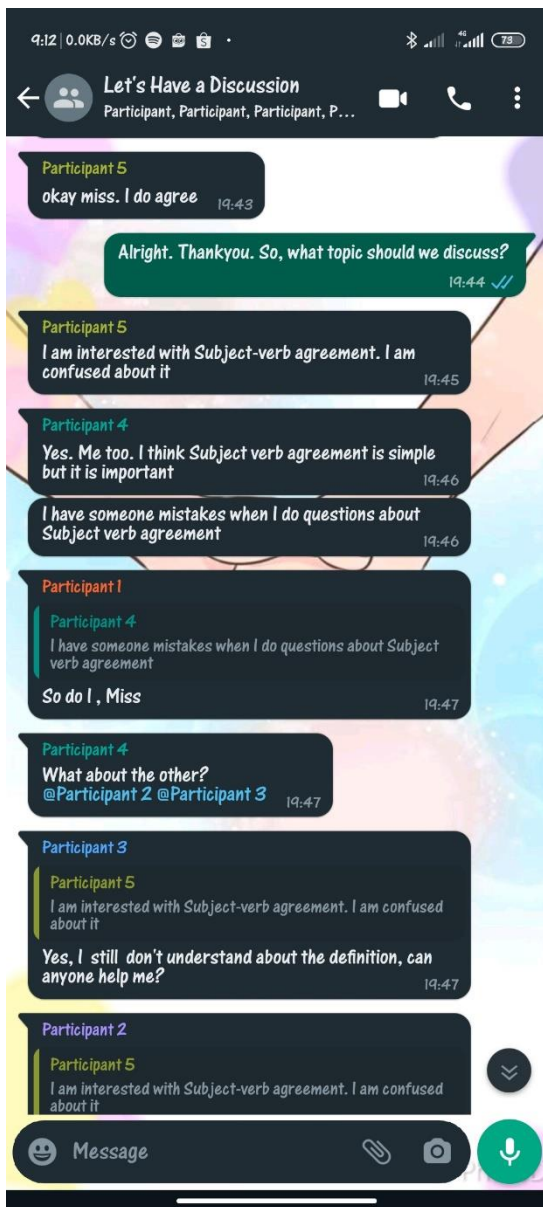 9:12 | 0.0KB/s
4G
73
Let's Have a Discussion
Participant, Participant, Participant, P...
Participant 5
okay miss. I do agree
19:43
Alright. Thankyou. So, what topic should we discuss?
19:44
Participant 5
I am interested with Subject-verb agreement. I am
confused about it
19:45
Participant 4
Yes. Me too. I think Subject verb agreement is simple
but it is important
19:46
I have someone mistakes when I do questions about
Subject verb agreement
19:46
Participant 1
Participant 4
I have someone mistakes when I do questions about Subject
verb agreement
So do I , Miss
19:47
Participant 4
What about the other?
@Participant 2 @Participant 3
19:47
Participant 3
Participant 5
I am interested with Subject-verb agreement. I am confused
about it
Yes, I still don't understand about the definition, can
anyone help me?
19:47
Participant 2
Participant 5
I am interested with Subject-verb agreement. I am confused
about it
Message